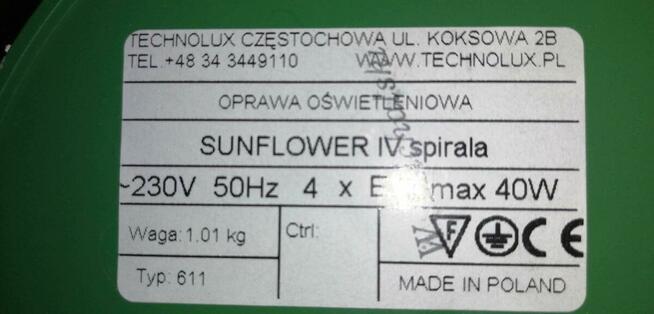 TECHNOLUX CZĘSTOCHOWA UL. KOKSOWA 2B
TEL.+48 34 3449110 WWW.TECHNOLUX.PL
OPRAWA OŚWIETLENIOWA
SUNFLOWER IV spirala
~230V 50Hz 4 x E max 40W
Waga: 1.01 kg
Ctrl:
F
CE
Typ: 611
MADE IN POLAND